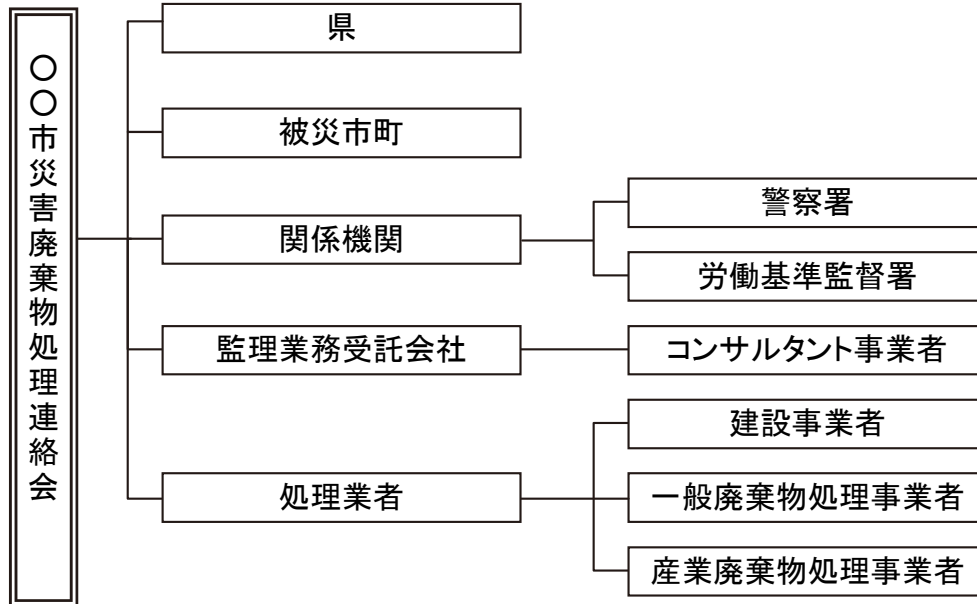 〇〇市災害廃棄物処理連絡会
県
被災市町
関係機関
警察署
労働基準監督署
監理業務受託会社
コンサルタント事業者
処理業者
建設事業者
一般廃棄物処理事業者
産業廃棄物処理事業者